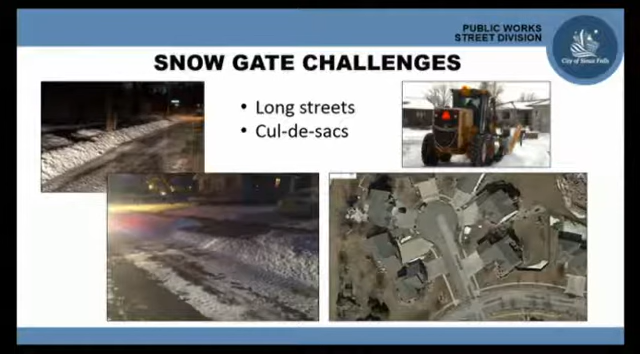 PUBLIC WORKS
STREET DIVISION
City of Sioux Falls
SNOW GATE CHALLENGES
• Long streets
• Cul-de-sacs